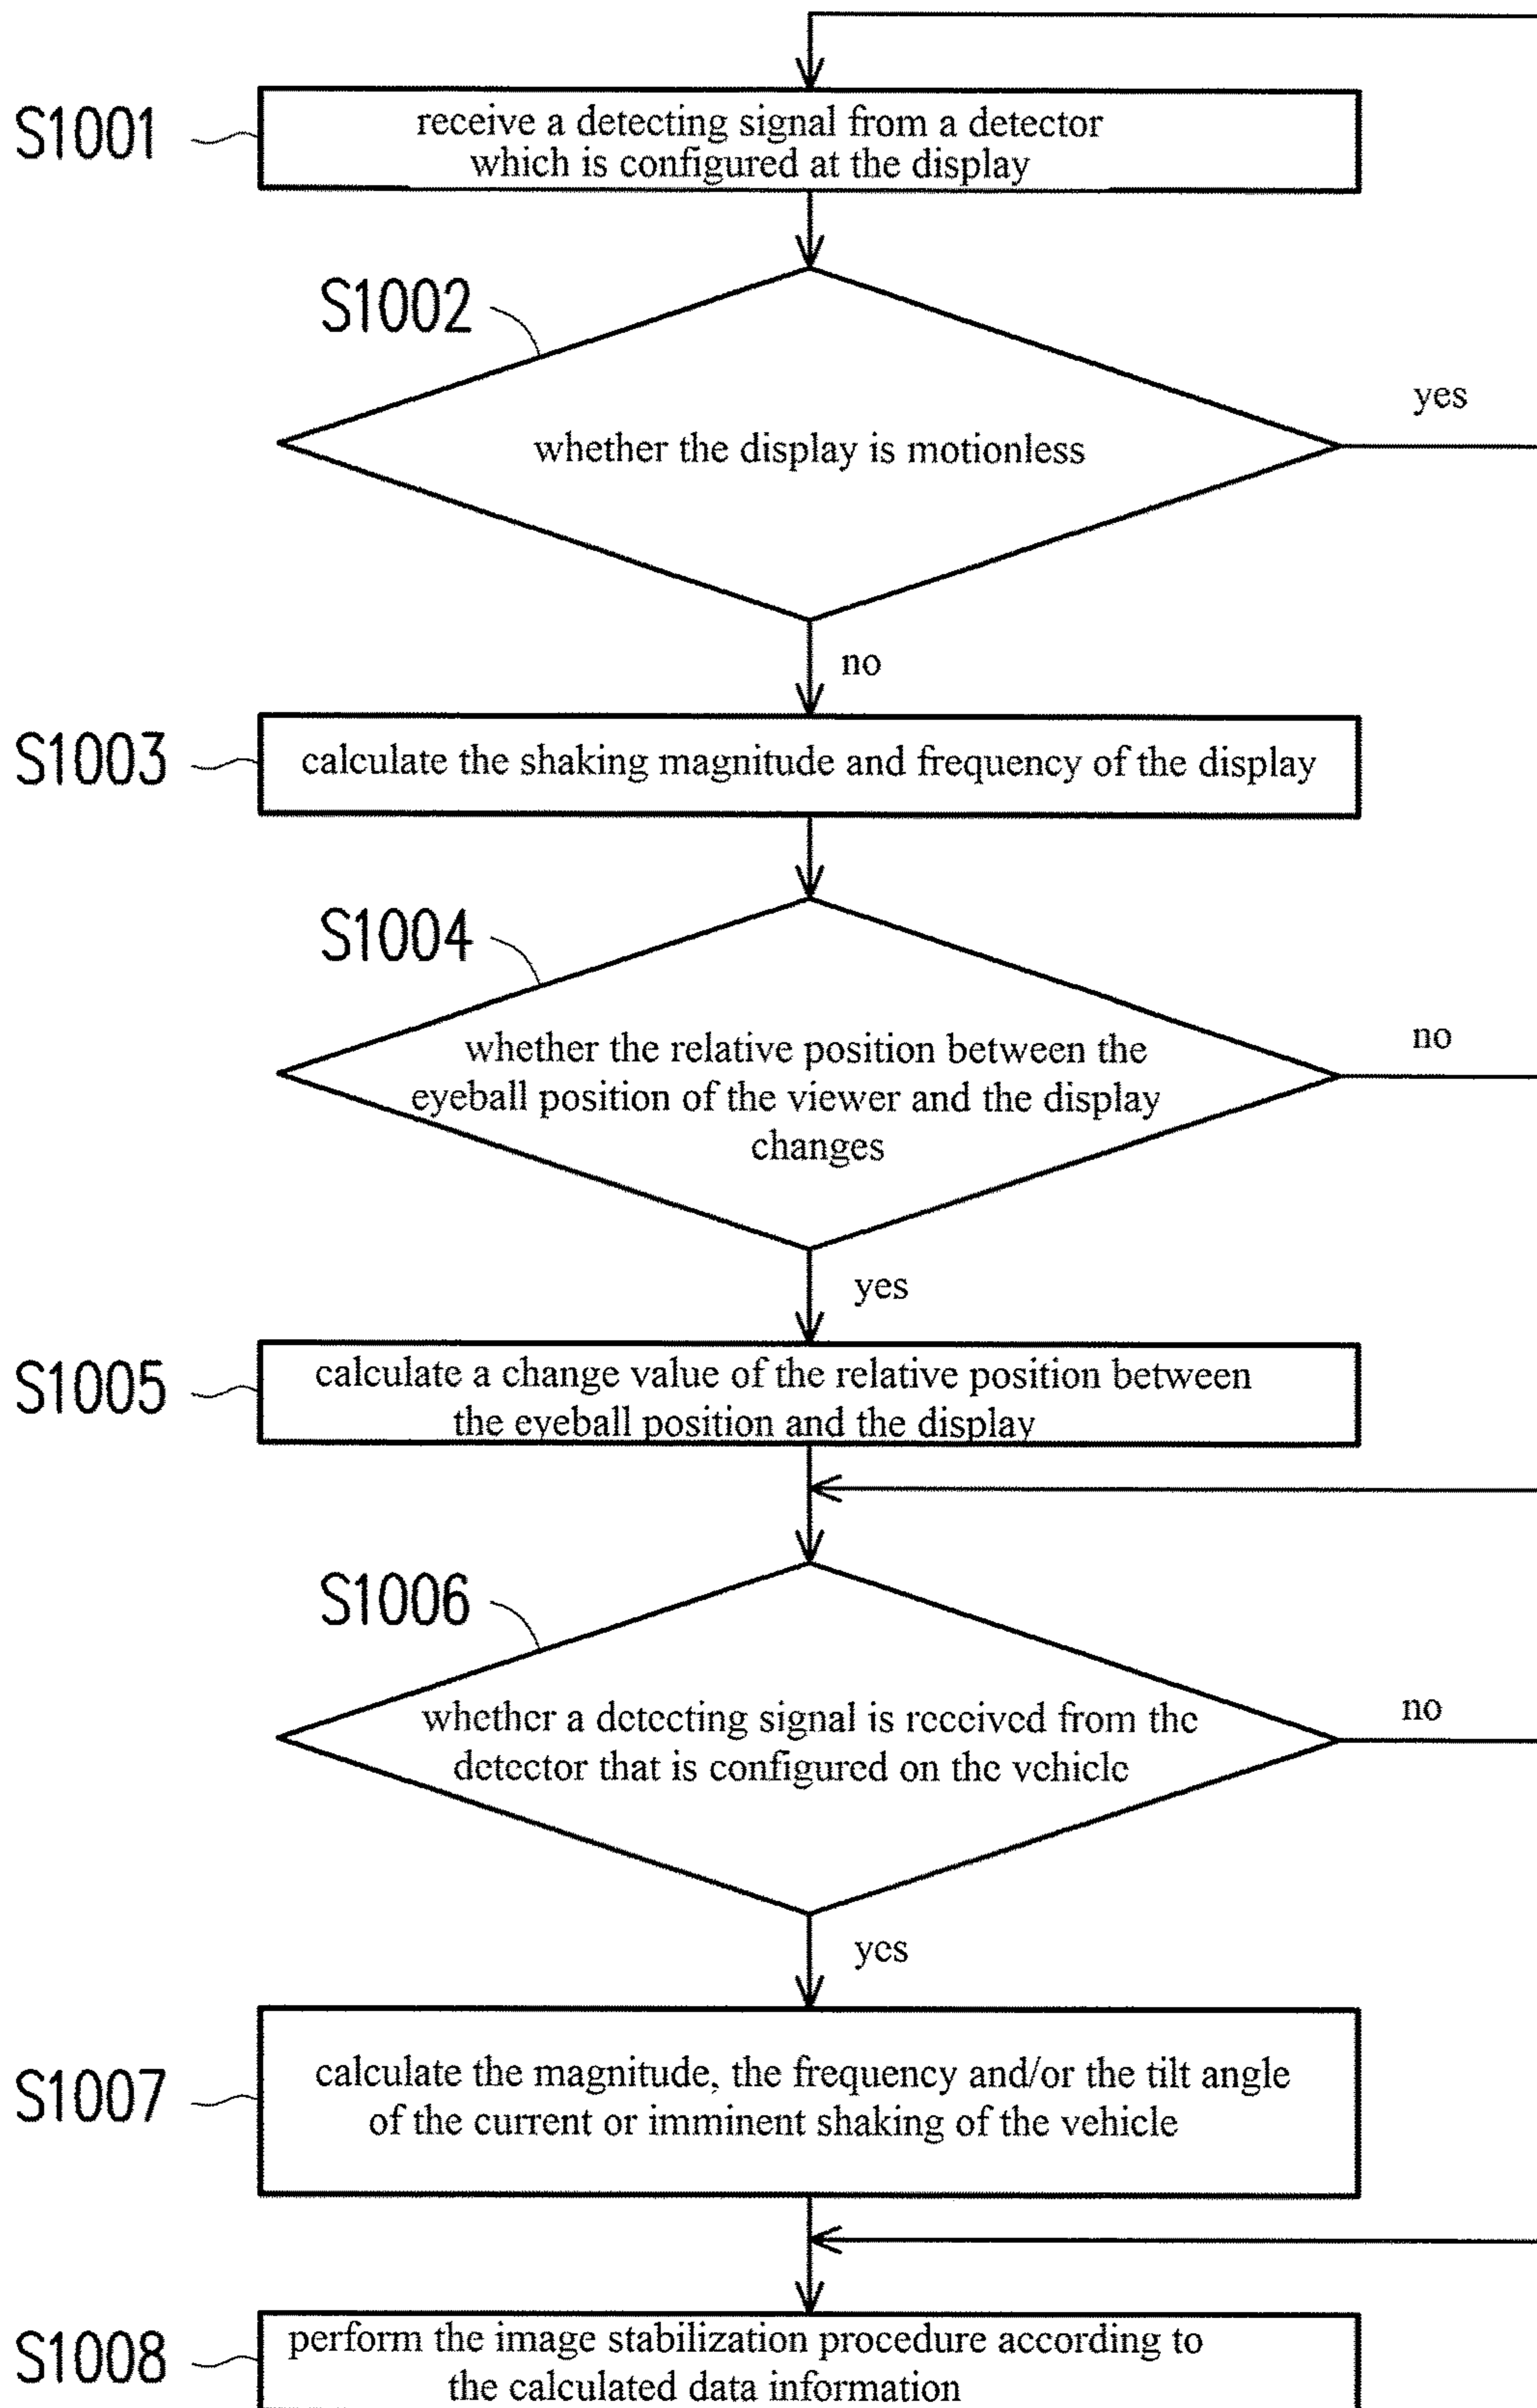 S1001
receive a detecting signal from a detector
which is configured at the display
S1002
whether the display is motionless
yes
no
S1003
calculate the shaking magnitude and frequency of the display
S1004
whether the relative position between the
eyeball position of the viewer and the display
changes
no
yes
S1005
calculate a change value of the relative position between
the eyeball position and the display
S1006
whether a detecting signal is received from the
detector that is configured on the vehicle
no
yes
S1007
calculate the magnitude, the frequency and/or the tilt angle
of the current or imminent shaking of the vehicle
S1008
perform the image stabilization procedure according to
the calculated data information